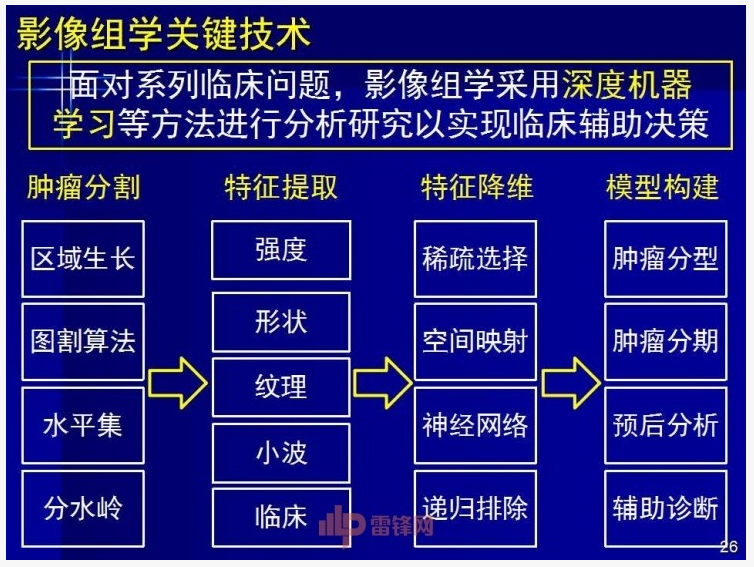 影像组学关键技术
面对系列临床问题，影像组学采用深度机器
学习等方法进行分析研究以实现临床辅助决策
肿瘤分割
区域生长
图割算法
水平集
分水岭
特征提取
强度
形状
纹理
小波
临床
特征降维
稀疏选择
空间映射
神经网络
递归排除
模型构建
肿瘤分型
肿瘤分期
预后分析
辅助诊断
雷锋网
26